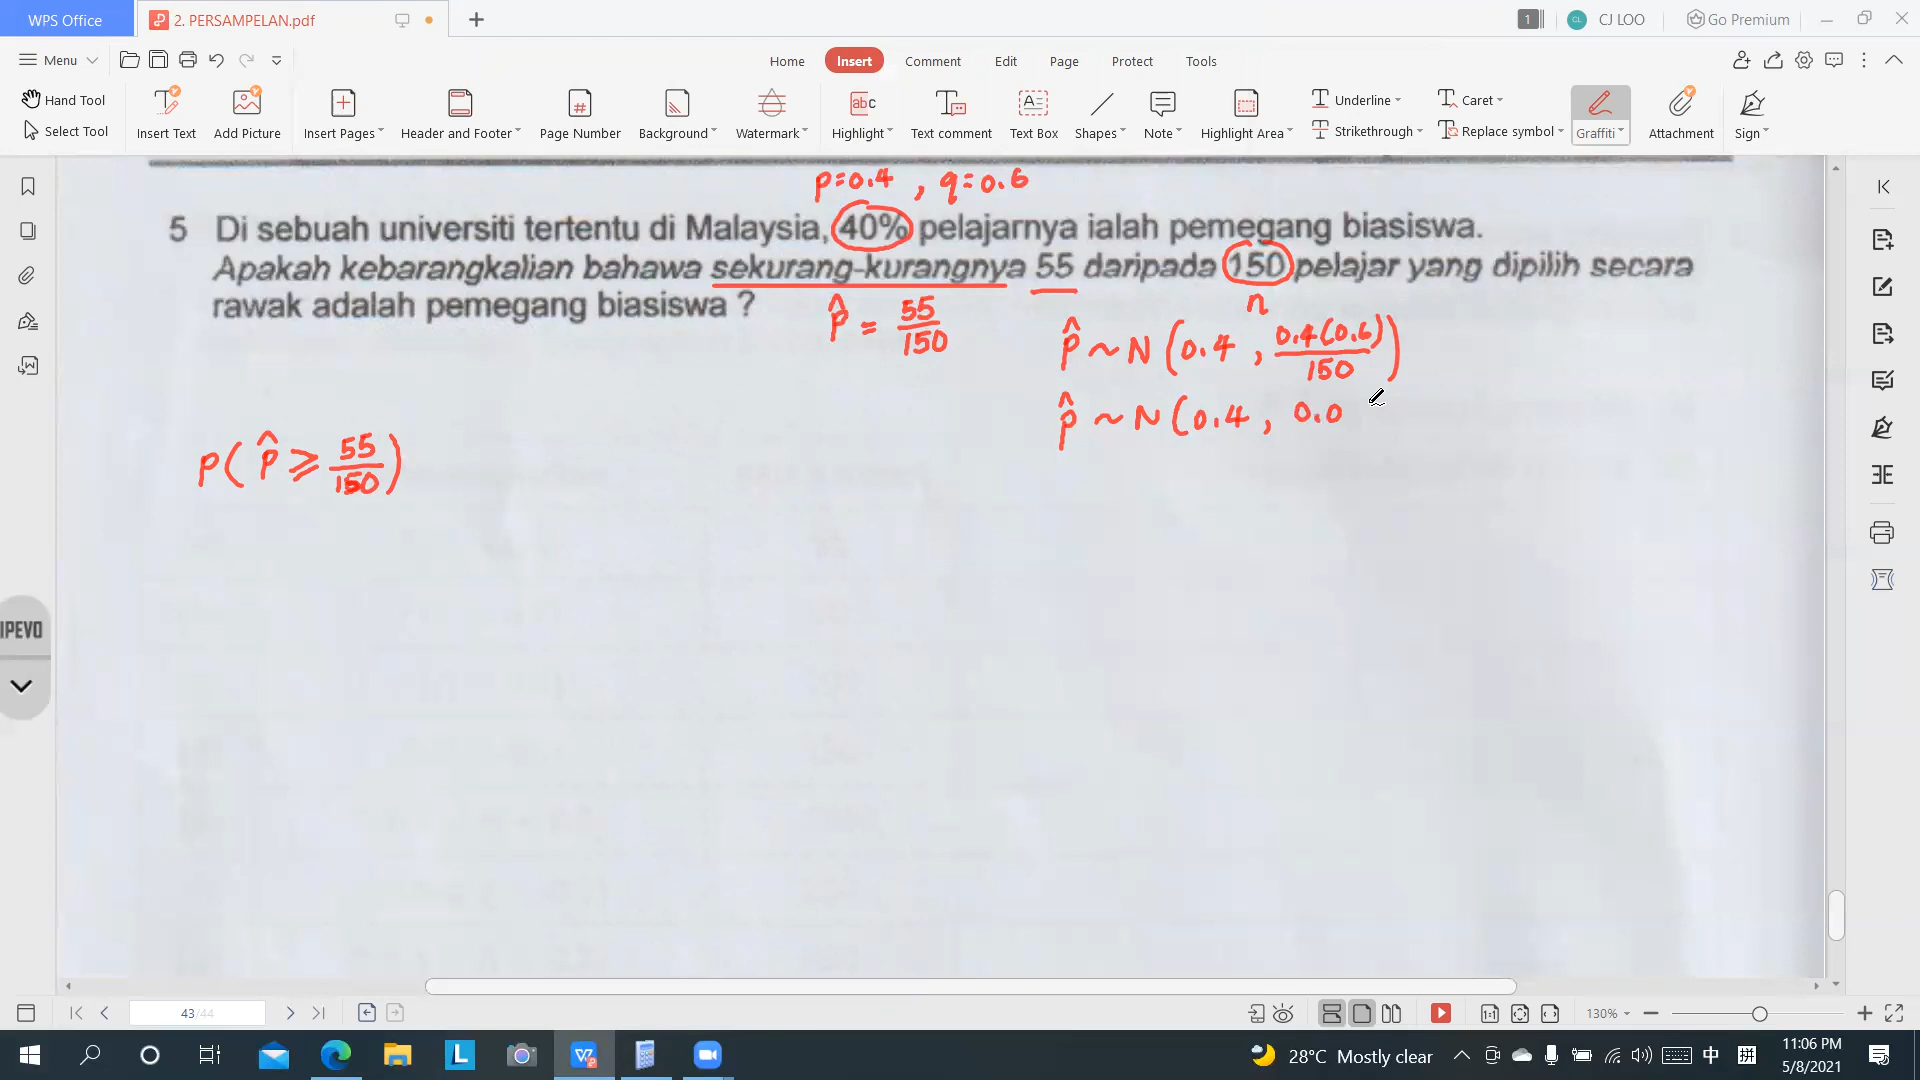 WPS Office
2. PERSAMPELAN.pdf
1
CL
CJ LOO
Go Premium
Menu
Home
Insert
Comment
Edit
Page
Protect
Tools
Hand Tool
Select Tool
Insert Text
Add Picture
Insert Pages
Header and Footer
Page Number
Background
Watermark
Highlight
Text comment
Text Box
Shapes
Note
Highlight Area
Underline
Strikethrough
Caret
Replace symbol
Graffiti
Attachment
Sign
p=0.4 , q=0.6
5 Di sebuah universiti tertentu di Malaysia, 40% pelajarnya ialah pemegang biasiswa.
Apakah kebarangkalian bahawa sekurang-kurangnya 55 daripada 150 pelajar yang dipilih secara
rawak adalah pemegang biasiswa ?
n
p̂ = 55/150
p̂ ~ N(0.4, 0.4(0.6)/150)
p̂ ~ N(0.4, 0.0
P(p̂ ⩾ 55/150)
IPEVO
43/44
130%
28°C Mostly clear
中
拼
11:06 PM
5/8/2021